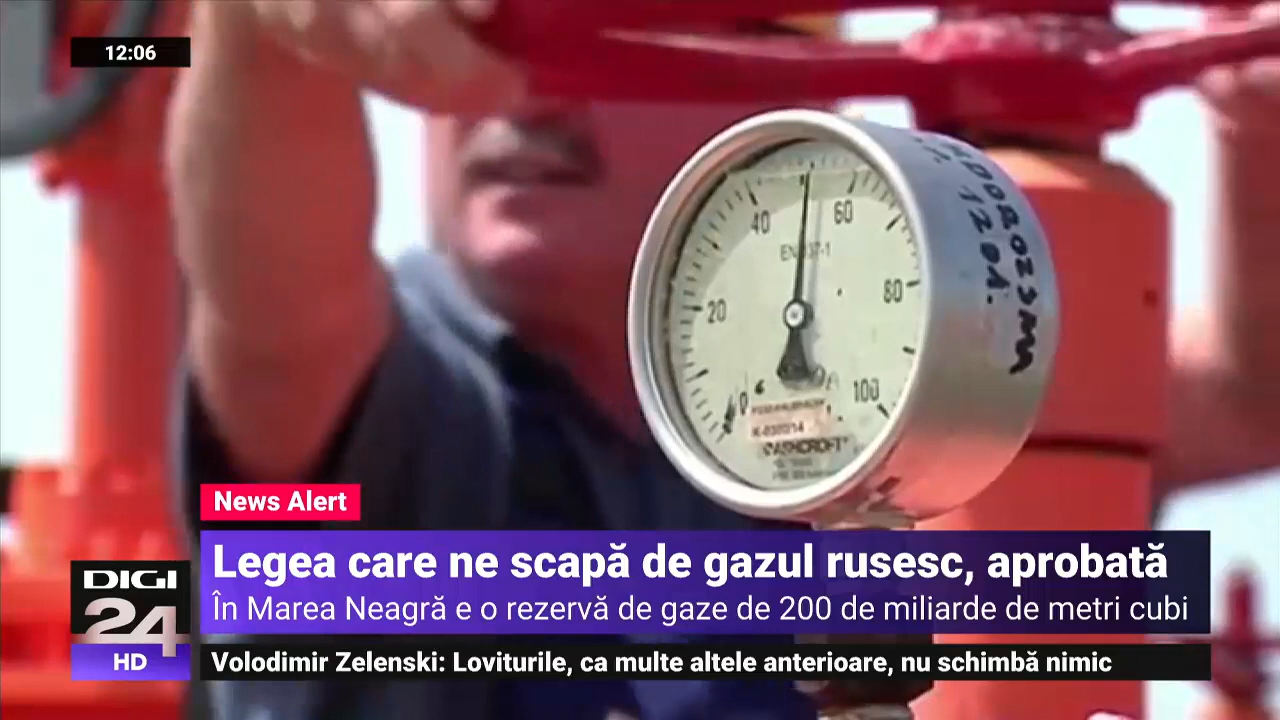 12:06
40
60
20
80
0
100
ASHCROFT
News Alert
Legea care ne scapă de gazul rusesc, aprobată
În Marea Neagră e o rezervă de gaze de 200 de miliarde de metri cubi
DIGI
24
HD
Volodimir Zelenski: Loviturile, ca multe altele anterioare, nu schimbă nimic